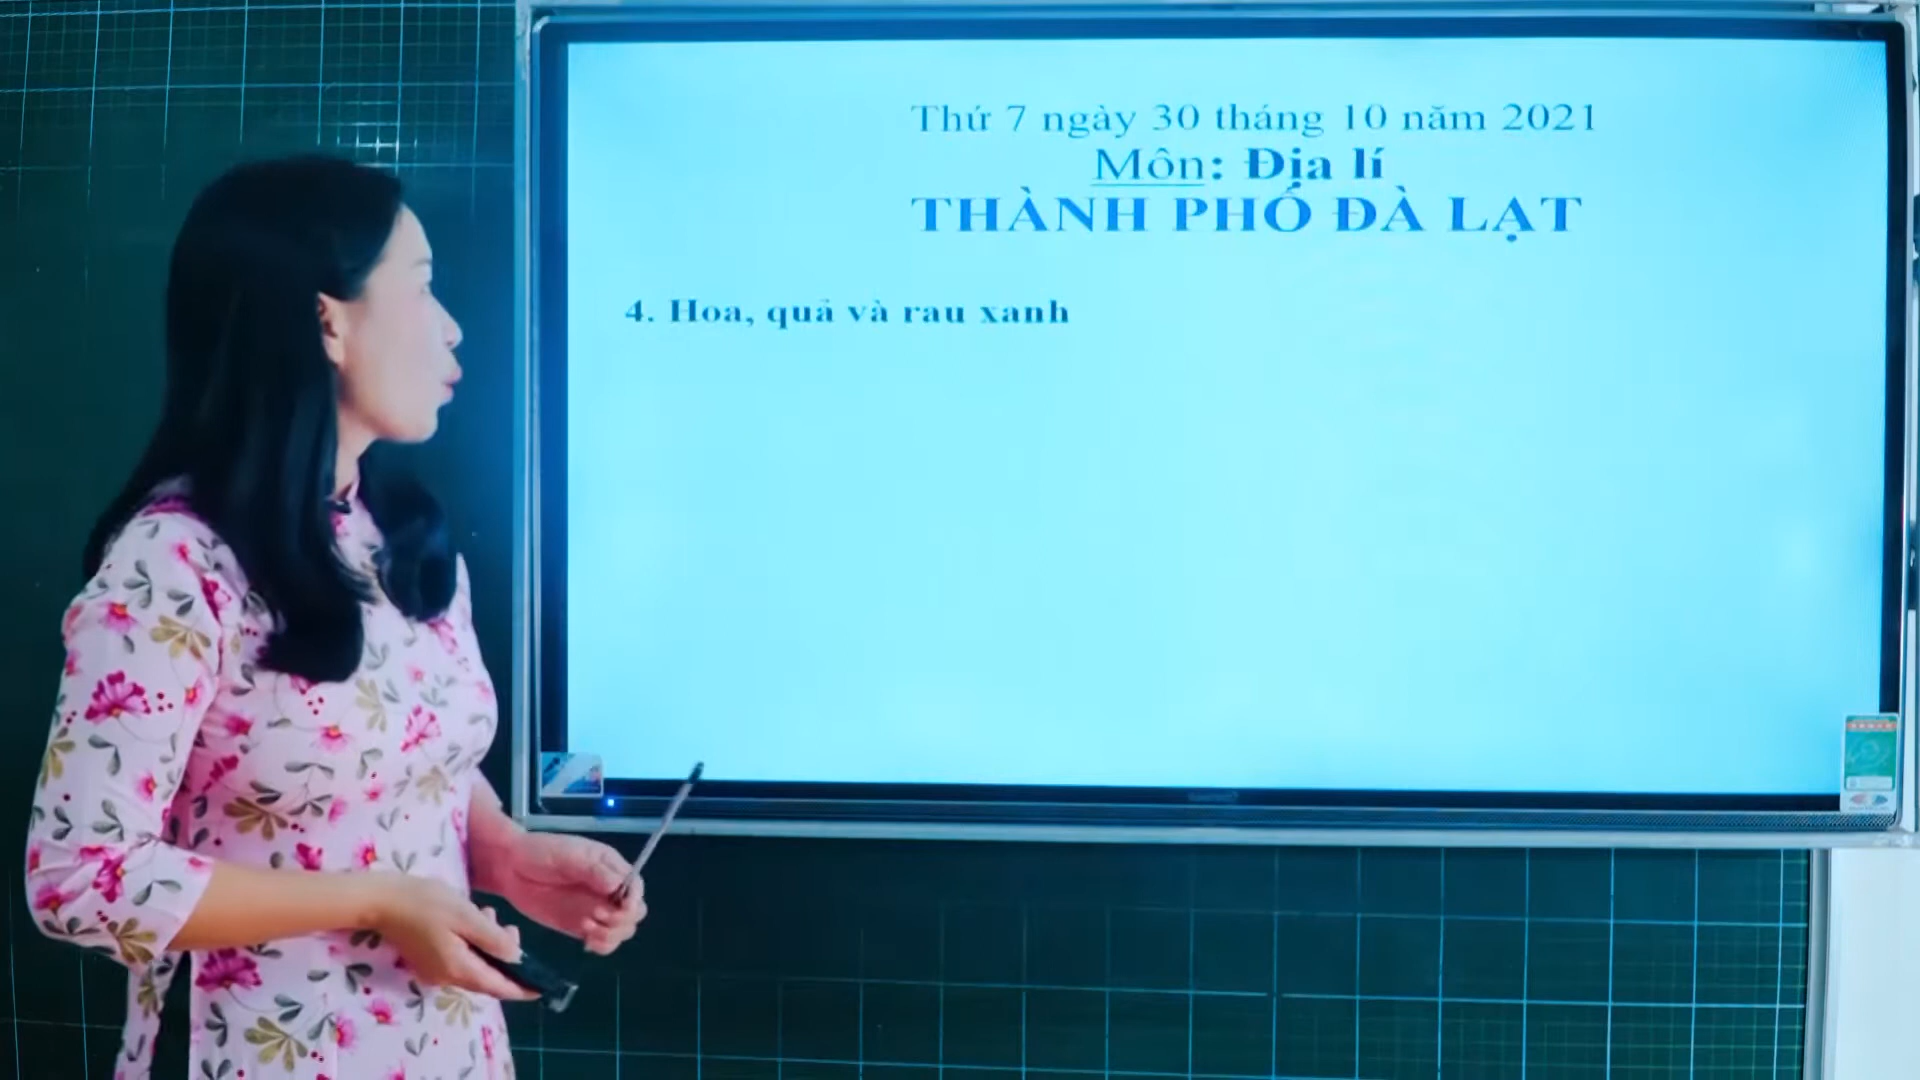 Thứ 7 ngày 30 tháng 10 năm 2021
Môn: Địa lí
THÀNH PHỐ ĐÀ LẠT
4. Hoa, quả và rau xanh